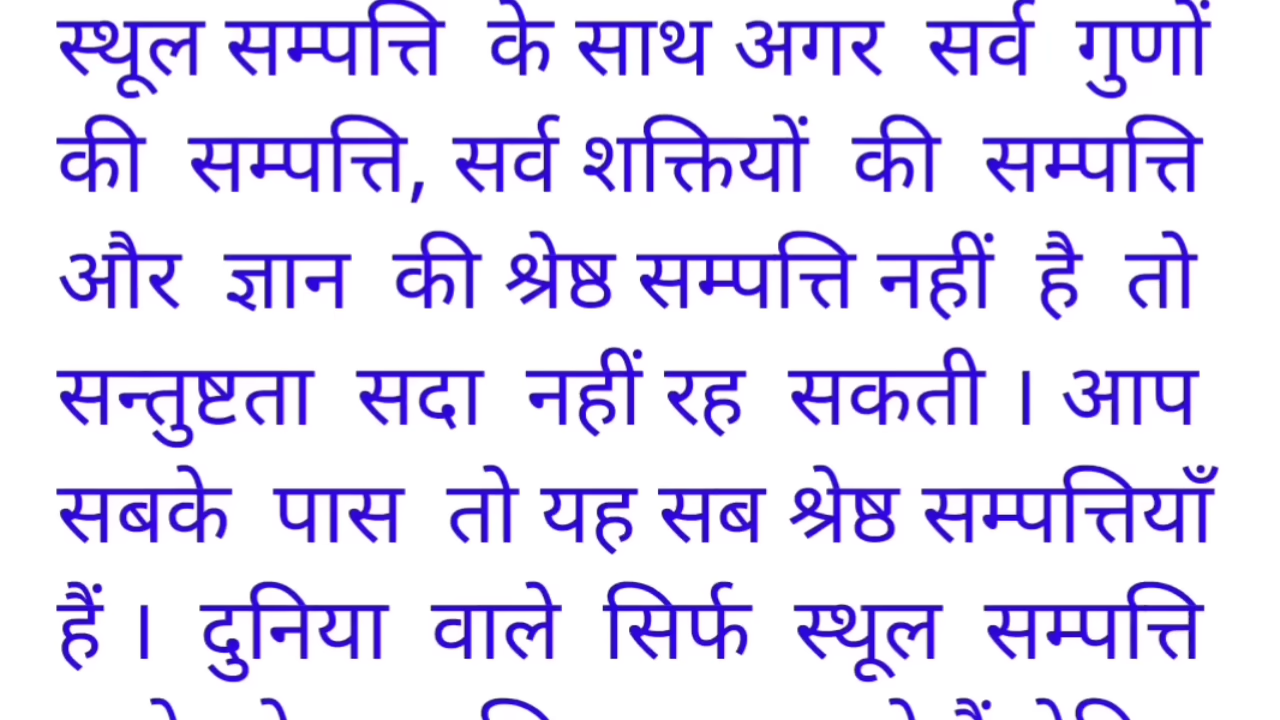 स्थूल सम्पत्ति के साथ अगर सर्व गुणों
की सम्पत्ति, सर्व शक्तियों की सम्पत्ति
और ज्ञान की श्रेष्ठ सम्पत्ति नहीं है तो
सन्तुष्टता सदा नहीं रह सकती । आप
सबके पास तो यह सब श्रेष्ठ सम्पत्तियाँ
हैं । दुनिया वाले सिर्फ स्थूल सम्पत्ति